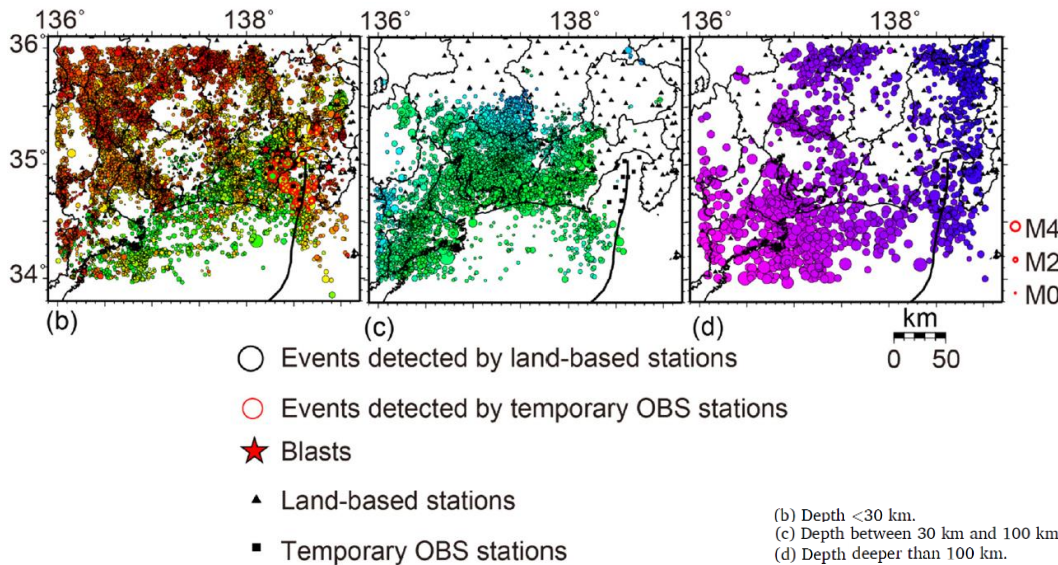 136° 138° 136° 138° 136° 138°
36°
35°
34°
(b) (c) (d)
M4
M2
M0
km
0 50
Events detected by land-based stations
Events detected by temporary OBS stations
Blasts
Land-based stations
Temporary OBS stations
(b) Depth <30 km.
(c) Depth between 30 km and 100 km
(d) Depth deeper than 100 km.